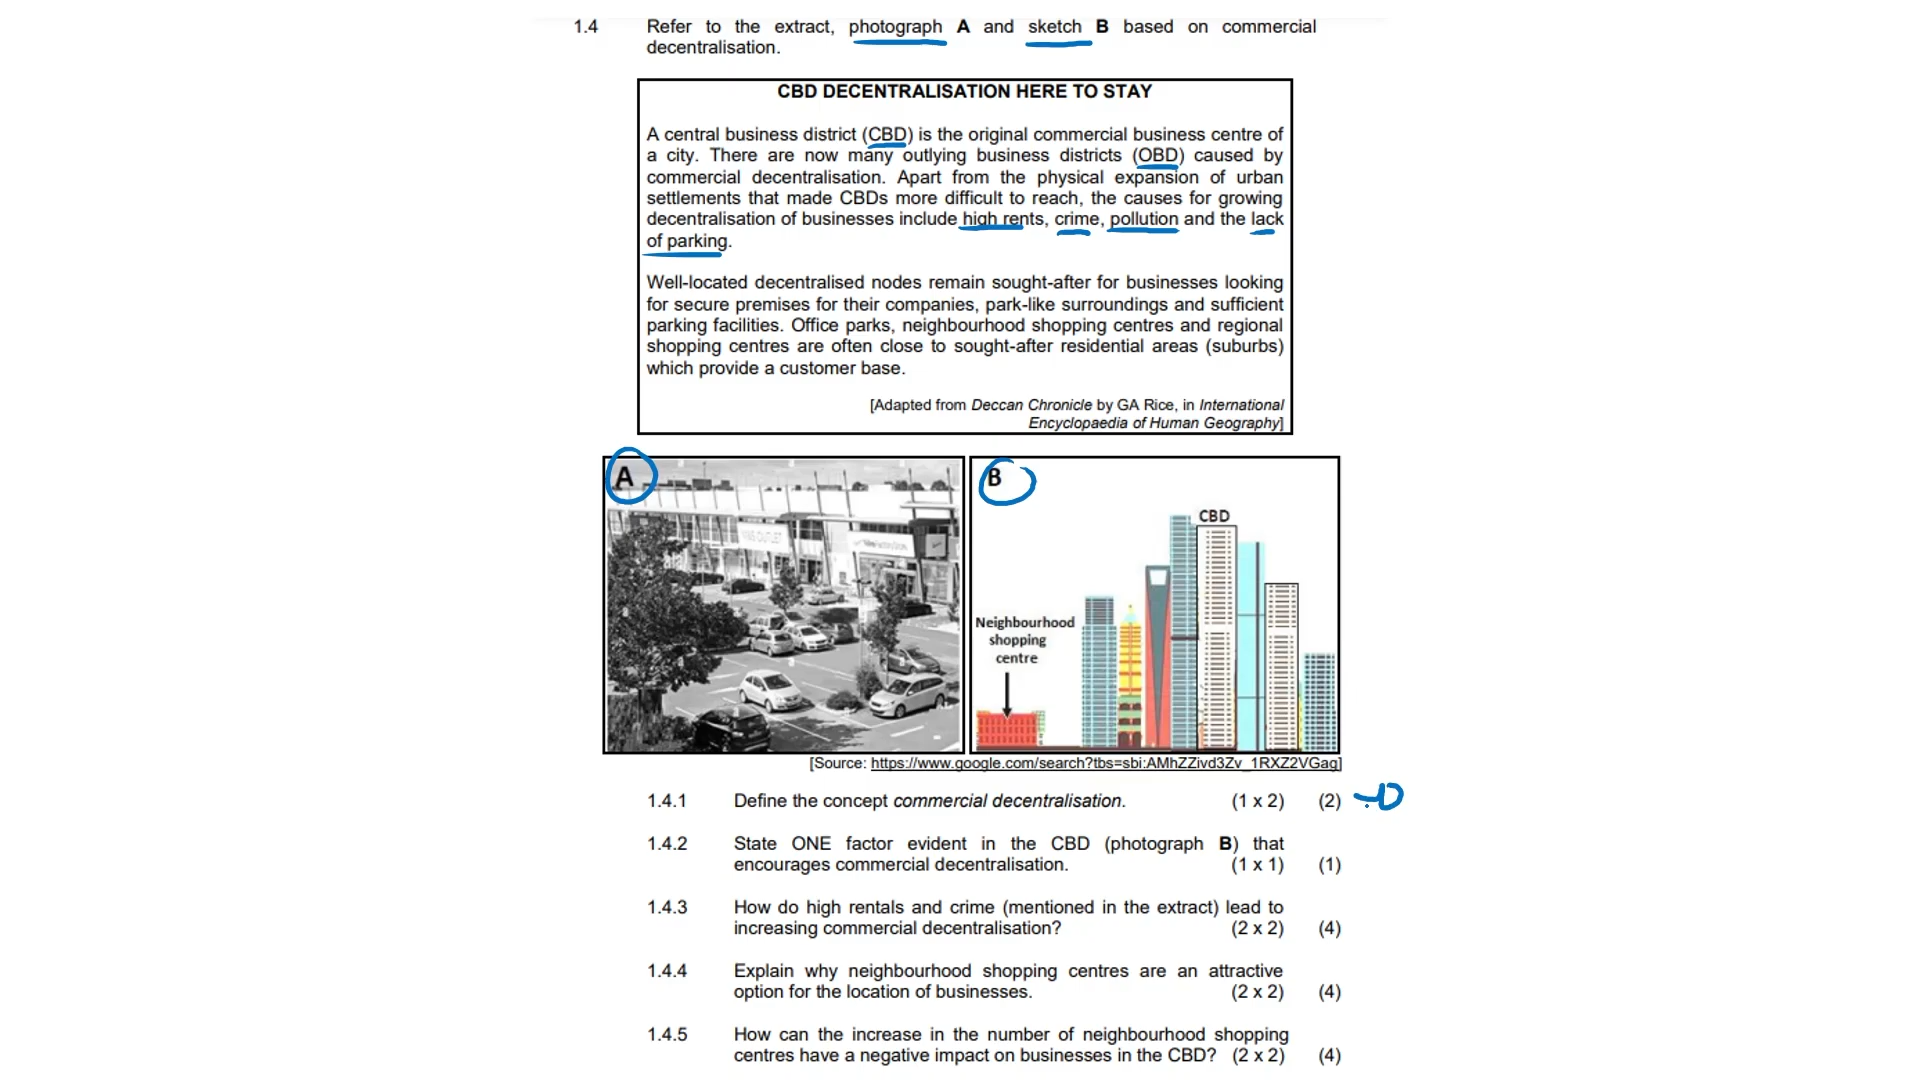 1.4 Refer to the extract, photograph A and sketch B based on commercial
decentralisation.
CBD DECENTRALISATION HERE TO STAY
A central business district (CBD) is the original commercial business centre of
a city. There are now many outlying business districts (OBD) caused by
commercial decentralisation. Apart from the physical expansion of urban
settlements that made CBDs more difficult to reach, the causes for growing
decentralisation of businesses include high rents, crime, pollution and the lack
of parking.
Well-located decentralised nodes remain sought-after for businesses looking
for secure premises for their companies, park-like surroundings and sufficient
parking facilities. Office parks, neighbourhood shopping centres and regional
shopping centres are often close to sought-after residential areas (suburbs)
which provide a customer base.
[Adapted from Deccan Chronicle by GA Rice, in International
Encyclopaedia of Human Geography]
A
B
CBD
Neighbourhood
shopping
centre
[Source: https://www.google.com/search?tbs=sbi:AMhZZivd3Zv_1RXZ2VGag]
1.4.1 Define the concept commercial decentralisation. (1 x 2) (2)
1.4.2 State ONE factor evident in the CBD (photograph B) that
encourages commercial decentralisation. (1 x 1) (1)
1.4.3 How do high rentals and crime (mentioned in the extract) lead to
increasing commercial decentralisation? (2 x 2) (4)
1.4.4 Explain why neighbourhood shopping centres are an attractive
option for the location of businesses. (2 x 2) (4)
1.4.5 How can the increase in the number of neighbourhood shopping
centres have a negative impact on businesses in the CBD? (2 x 2) (4)